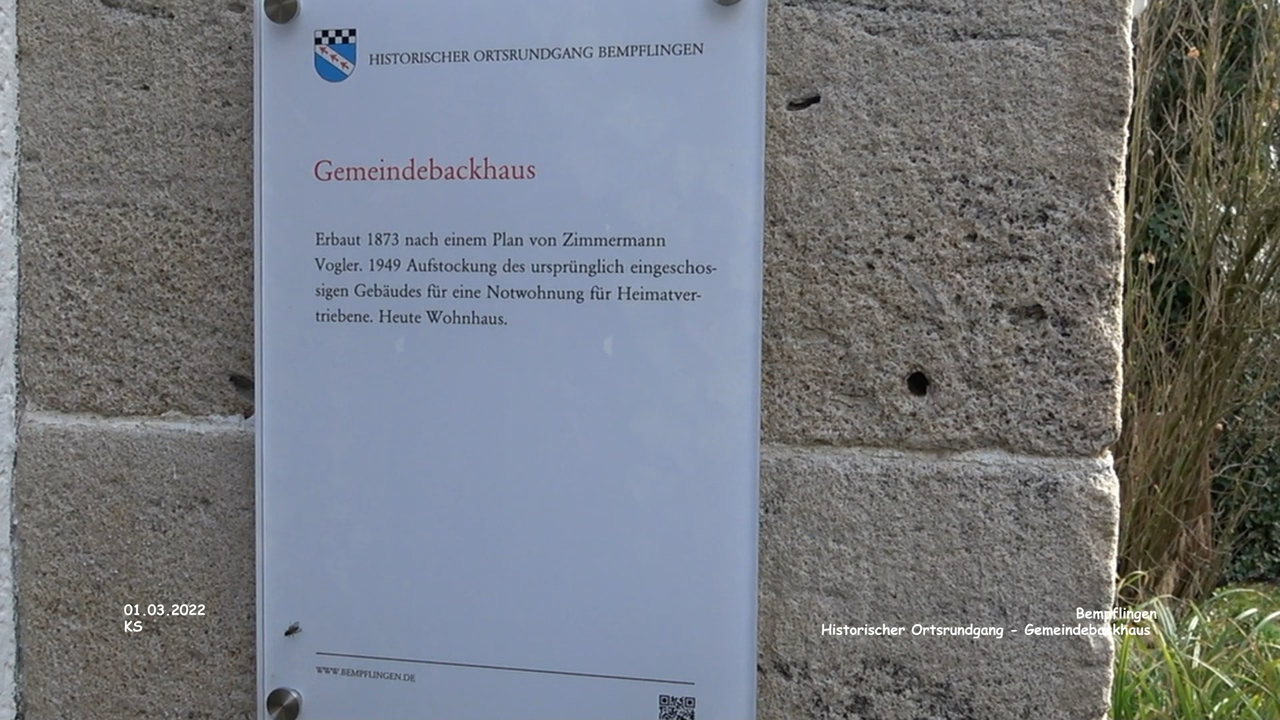 HISTORISCHER ORTSRUNDGANG BEMPFLINGEN
Gemeindebackhaus
Erbaut 1873 nach einem Plan von Zimmermann
Vogler. 1949 Aufstockung des ursprünglich eingeschos-
sigen Gebäudes für eine Notwohnung für Heimatver-
triebene. Heute Wohnhaus.
WWW.BEMPFLINGEN.DE
01.03.2022
KS
Bempflingen
Historischer Ortsrundgang - Gemeindebackhaus